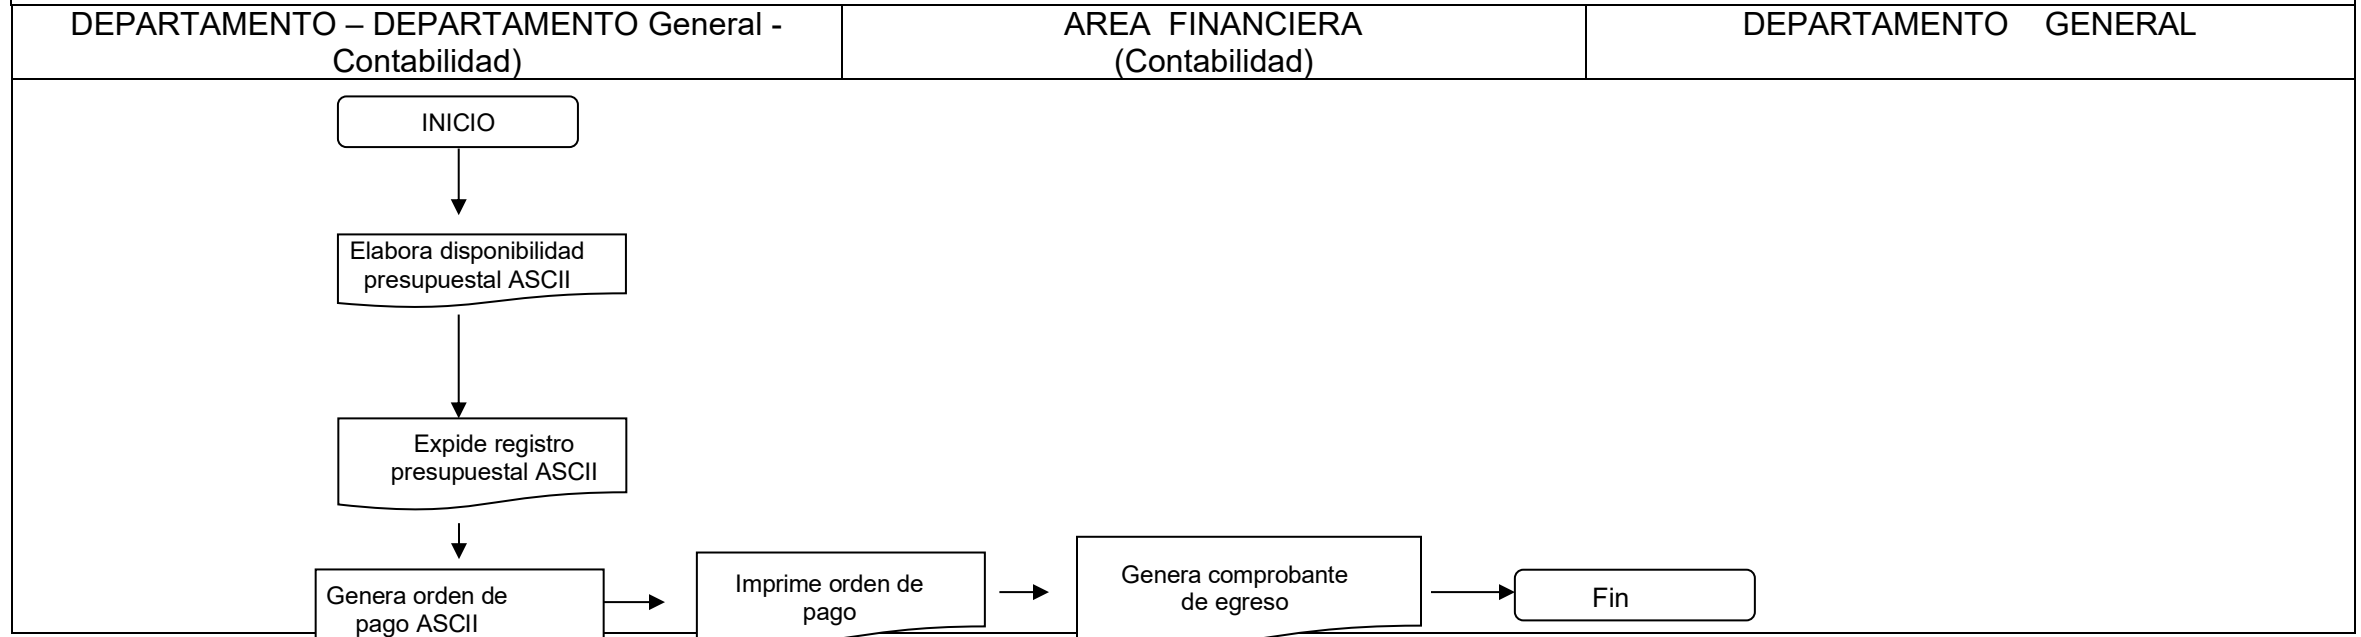 DEPARTAMENTO – DEPARTAMENTO General -
Contabilidad)
AREA FINANCIERA
(Contabilidad)
DEPARTAMENTO GENERAL
INICIO
Elabora disponibilidad
presupuestal ASCII
Expide registro
presupuestal ASCII
Genera orden de
pago ASCII
Imprime orden de
pago
Genera comprobante
de egreso
Fin